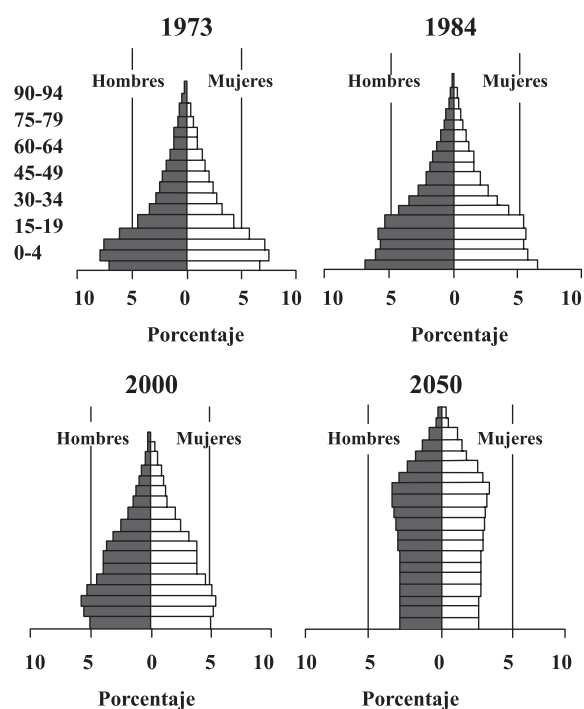 1973
1984
Hombres Mujeres
Hombres Mujeres
90-94
75-79
60-64
45-49
30-34
15-19
0-4
10 5 0 5 10
10 5 0 5 10
Porcentaje
Porcentaje
2000
2050
Hombres Mujeres
Hombres Mujeres
10 5 0 5 10
10 5 0 5 10
Porcentaje
Porcentaje